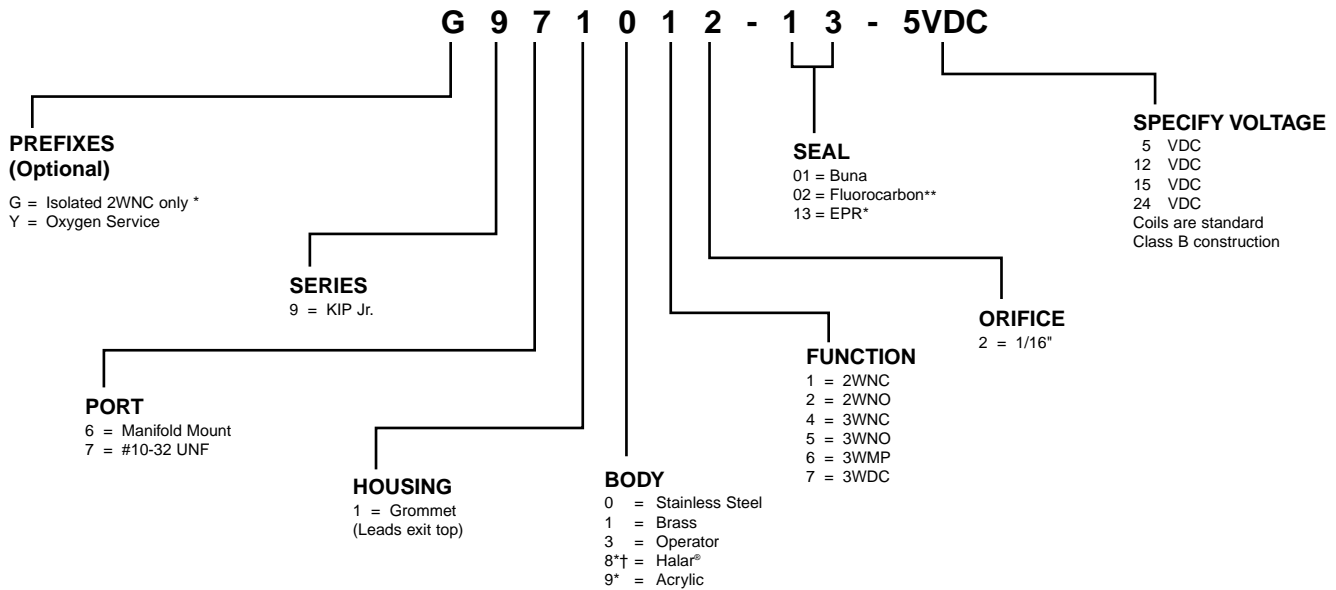 G 9 7 1 0 1 2 - 1 3 - 5VDC
PREFIXES
(Optional)
G = Isolated 2WNC only *
Y = Oxygen Service
SERIES
9 = KIP Jr.
PORT
6 = Manifold Mount
7 = #10-32 UNF
HOUSING
1 = Grommet
(Leads exit top)
BODY
0 = Stainless Steel
1 = Brass
3 = Operator
8*† = Halar®
9* = Acrylic
SEAL
01 = Buna
02 = Fluorocarbon**
13 = EPR*
FUNCTION
1 = 2WNC
2 = 2WNO
4 = 3WNC
5 = 3WNO
6 = 3WMP
7 = 3WDC
ORIFICE
2 = 1/16"
SPECIFY VOLTAGE
5 VDC
12 VDC
15 VDC
24 VDC
Coils are standard
Class B construction